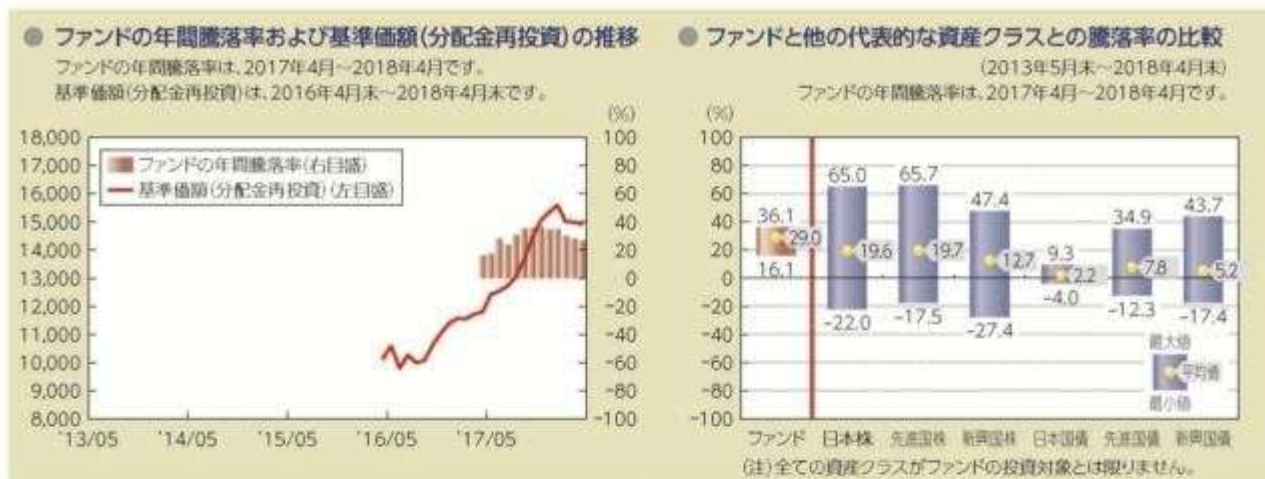 ● ファンドの年間騰落率および基準価額(分配金再投資)の推移
ファンドの年間騰落率は、2017年4月～2018年4月です。
基準価額(分配金再投資)は、2016年4月末～2018年4月末です。
(%)
18,000
17,000
16,000
15,000
14,000
13,000
12,000
11,000
10,000
9,000
8,000
ファンドの年間騰落率(右目盛)
基準価額(分配金再投資)(左目盛)
100
80
60
40
20
0
-20
-40
-60
-80
-100
'13/05 '14/05 '15/05 '16/05 '17/05
● ファンドと他の代表的な資産クラスとの騰落率の比較
(2013年5月末～2018年4月末)
ファンドの年間騰落率は、2017年4月～2018年4月です。
(%)
100
80
60
40
20
0
-20
-40
-60
-80
-100
36.1 65.0 65.7 47.4 9.3 34.9 43.7
29.0 19.6 19.7 12.7 2.2 7.8 5.2
16.1 -22.0 -17.5 -27.4 -4.0 -12.3 -17.4
最大値
平均値
最小値
ファンド 日本株 先進国株 新興国株 日本国債 先進国債 新興国債
(注)全ての資産クラスがファンドの投資対象とは限りません。